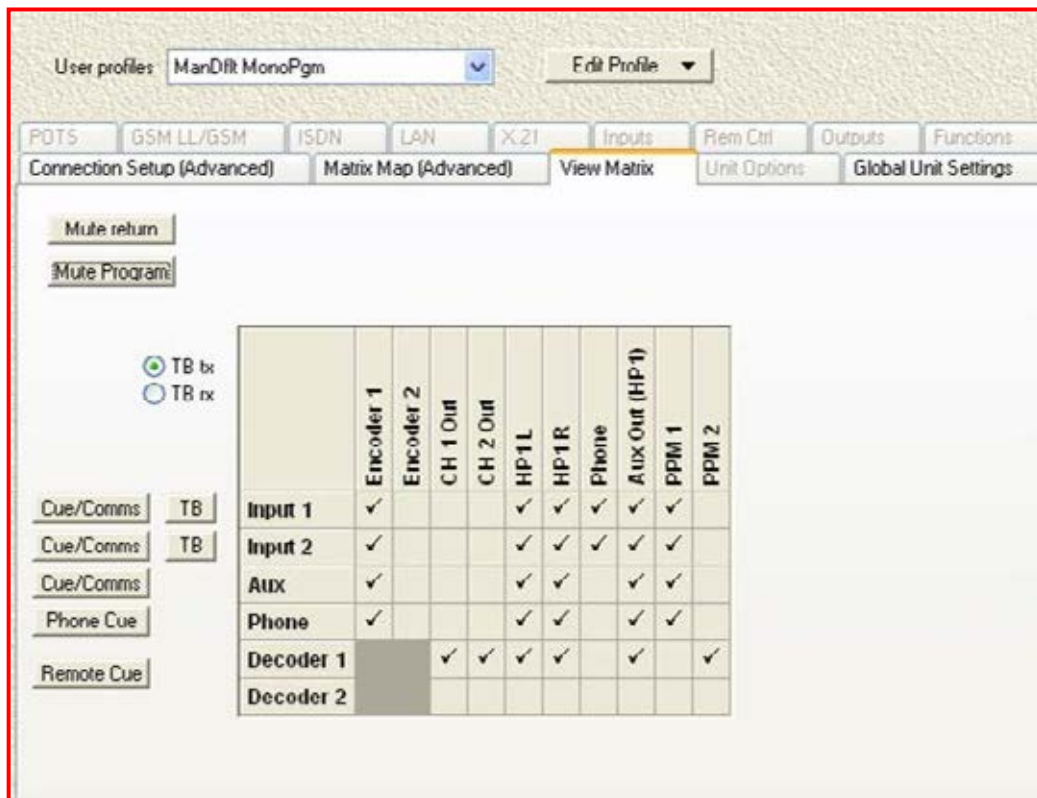 User profiles ManDflt MonoPgm Edit Profile
POTS GSM LL/GSM ISDN LAN X.21 Inputs Rem Ctrl Outputs Functions
Connection Setup (Advanced) Matrix Map (Advanced) View Matrix Unit Options Global Unit Settings
Mute return
Mute Program
TB tx
TB rx
Encoder 1
Encoder 2
CH 1 Out
CH 2 Out
HP1 L
HP1 R
Phone
Aux Out (HP1)
PPM 1
PPM 2
Cue/Comms TB Input 1 ✓ ✓ ✓ ✓ ✓ ✓
Cue/Comms TB Input 2 ✓ ✓ ✓ ✓ ✓ ✓
Cue/Comms Aux ✓ ✓ ✓ ✓ ✓
Phone Cue Phone ✓ ✓ ✓ ✓ ✓
Remote Cue
Decoder 1 ✓ ✓ ✓ ✓ ✓ ✓
Decoder 2